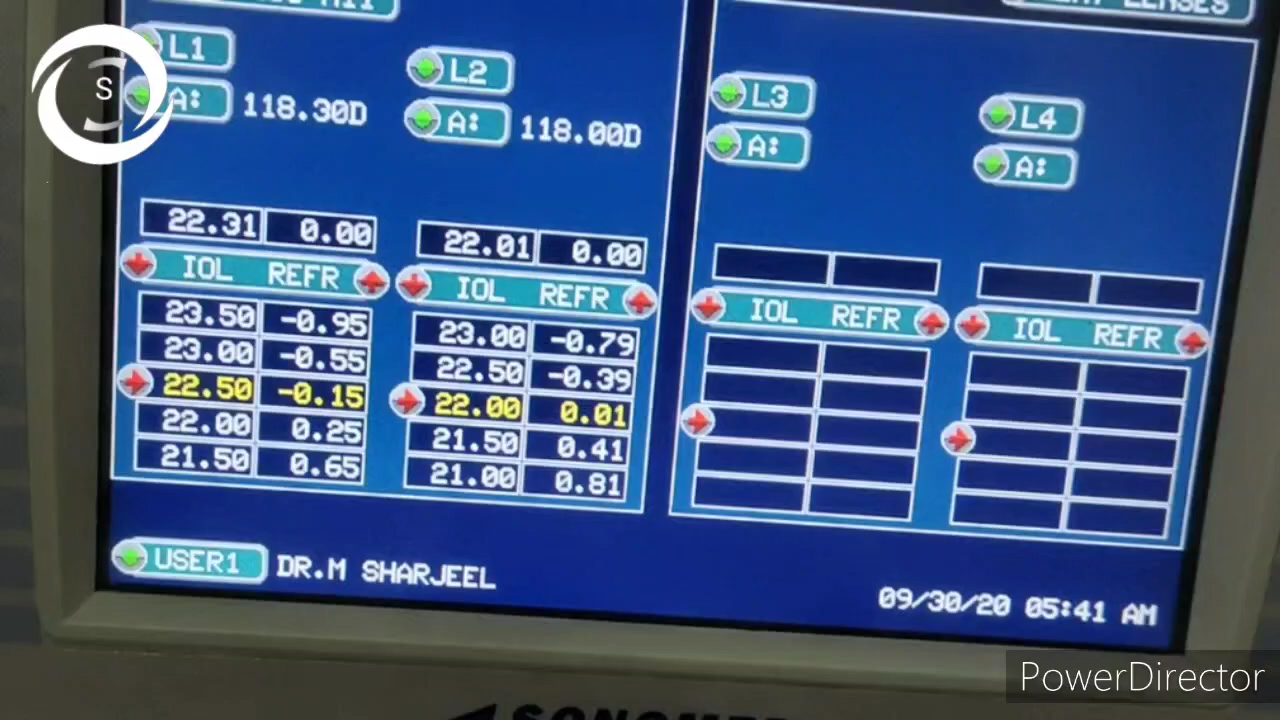 S
L1
A: 118.30D
22.31 0.00
IOL REFR
23.50 -0.95
23.00 -0.55
22.50 -0.15
22.00 0.25
21.50 0.65
L2
A: 118.00D
22.01 0.00
IOL REFR
23.00 -0.79
22.50 -0.39
22.00 0.01
21.50 0.41
21.00 0.81
LENSES
L3
A:
IOL REFR
L4
A:
IOL REFR
USER1 DR.M SHARJEEL
09/30/20 05:41 AM
PowerDirector